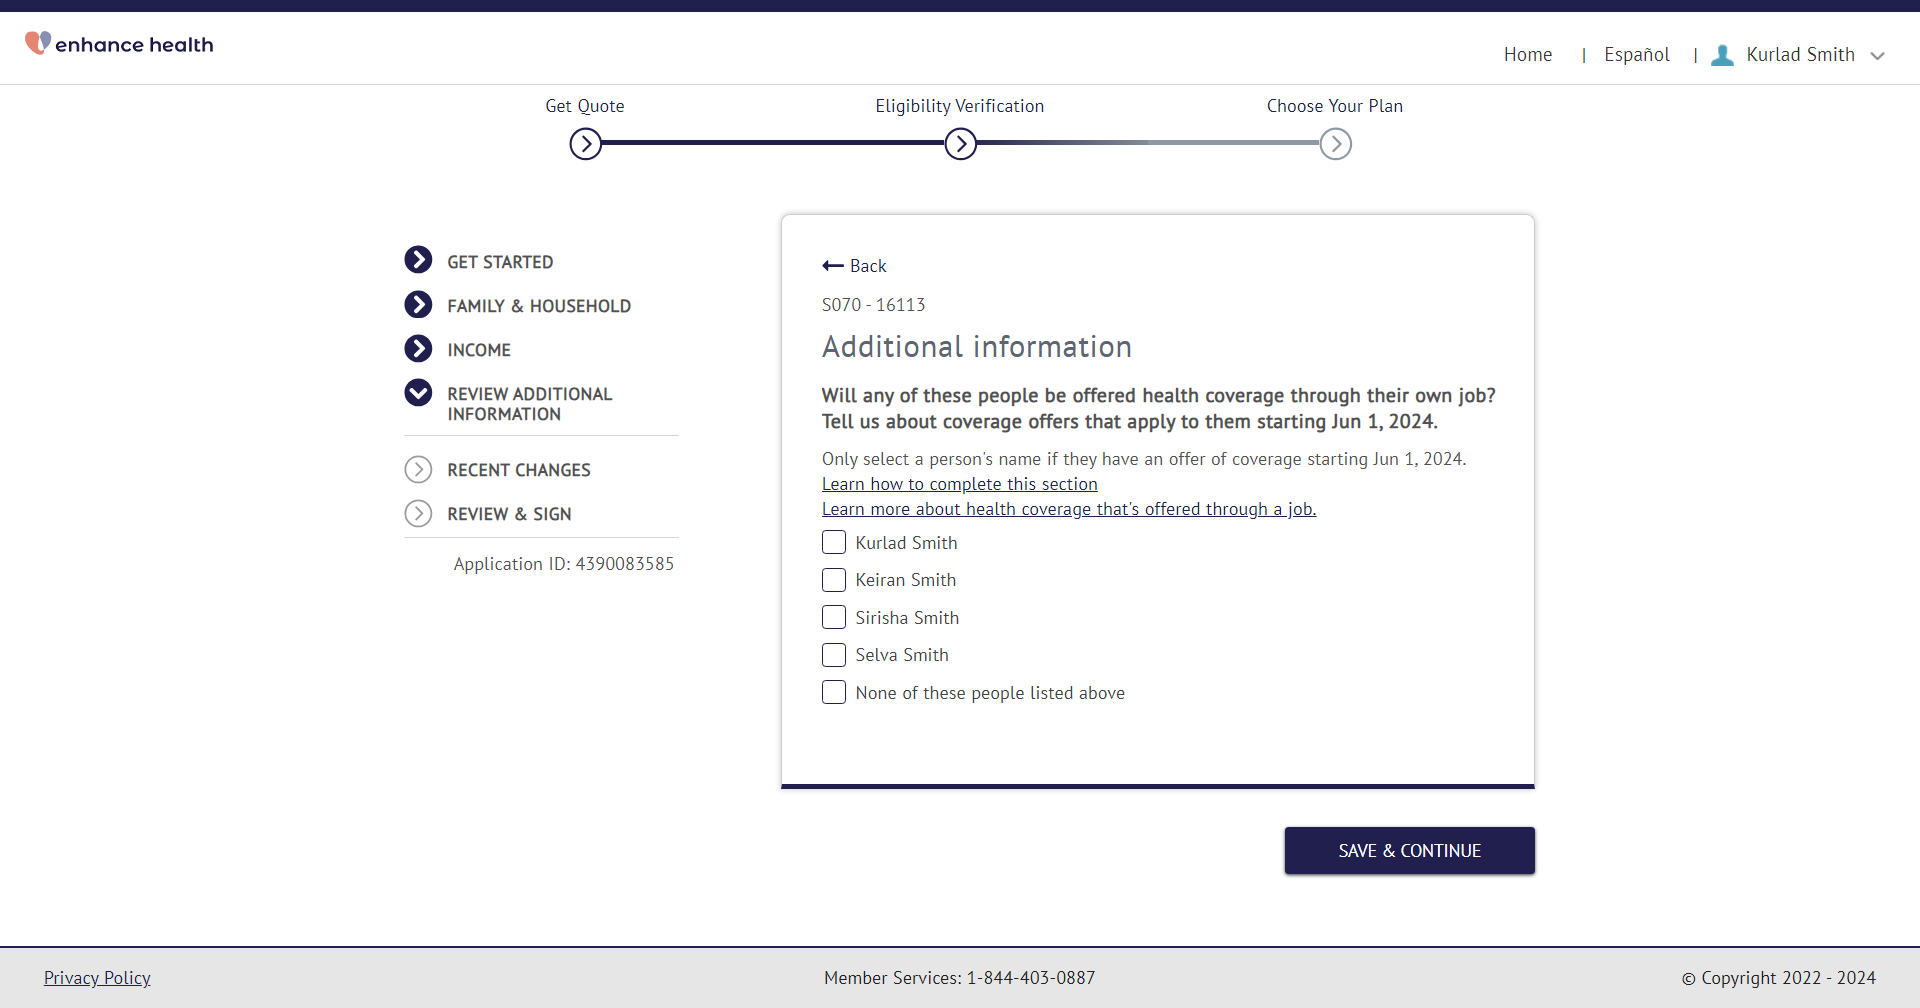 enhance health
Home | Español | Kurlad Smith
Get Quote
Eligibility Verification
Choose Your Plan
GET STARTED
FAMILY & HOUSEHOLD
INCOME
REVIEW ADDITIONAL
INFORMATION
RECENT CHANGES
REVIEW & SIGN
Application ID: 4390083585
Back
S070 - 16113
Additional information
Will any of these people be offered health coverage through their own job?
Tell us about coverage offers that apply to them starting Jun 1, 2024.
Only select a person's name if they have an offer of coverage starting Jun 1, 2024.
Learn how to complete this section
Learn more about health coverage that's offered through a job.
Kurlad Smith
Keiran Smith
Sirisha Smith
Selva Smith
None of these people listed above
SAVE & CONTINUE
Privacy Policy
Member Services: 1-844-403-0887
© Copyright 2022 - 2024